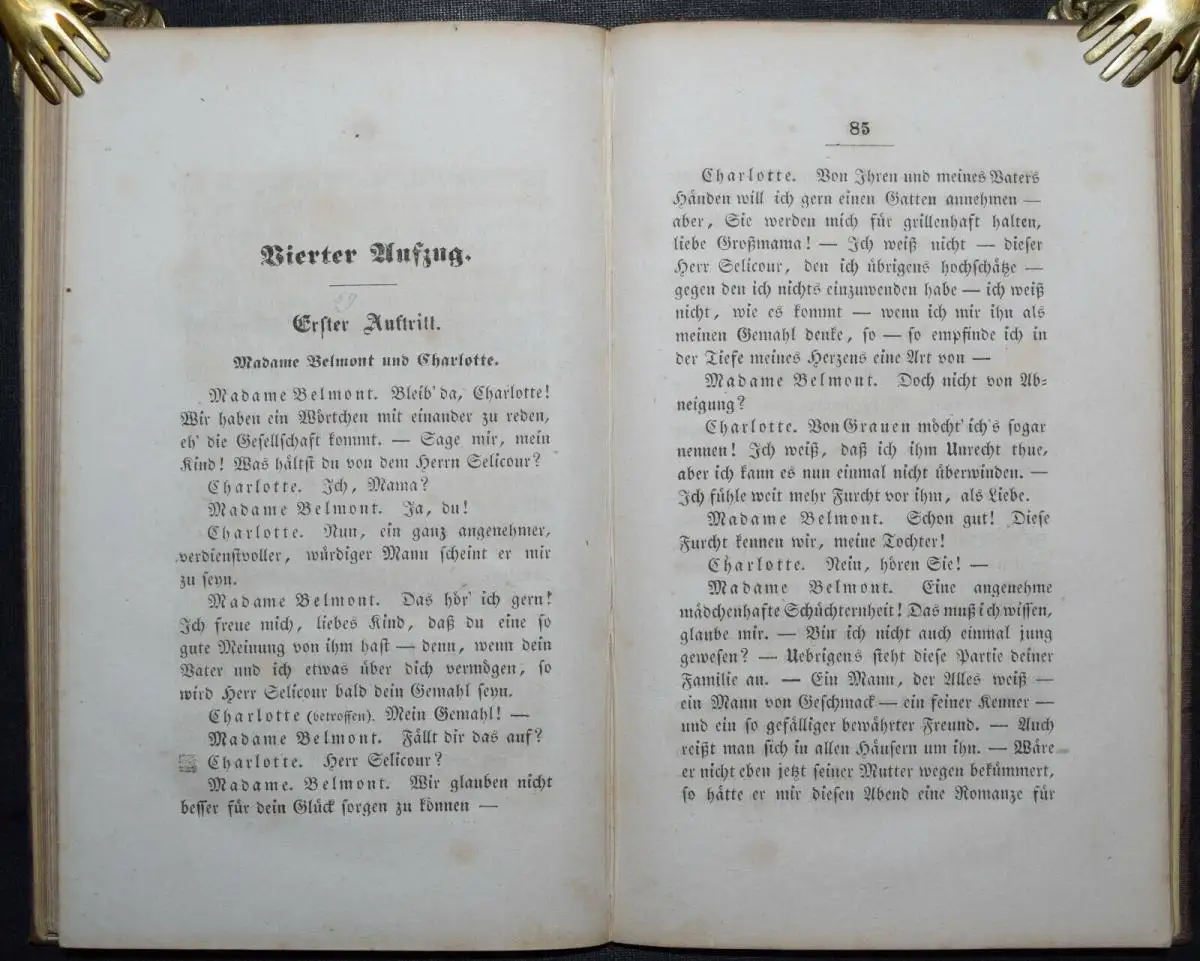 Vierter Aufzug.
Erster Auftritt.
Madame Belmont und Charlotte.
Madame Belmont. Bleib' da, Charlotte!
Wir haben ein Wörtchen mit einander zu reden,
eh' die Gesellschaft kommt. — Sage mir, mein
Kind! Was hältst du von dem Herrn Selicour?
Charlotte. Ich, Mama?
Madame Belmont. Ja, du!
Charlotte. Nun, ein ganz angenehmer,
verdienstvoller, würdiger Mann scheint er mir
zu seyn.
Madame Belmont. Das hör' ich gern!
Ich freue mich, liebes Kind, daß du eine so
gute Meinung von ihm hast — denn, wenn dein
Vater und ich etwas über dich vermögen, so
wird Herr Selicour bald dein Gemahl seyn.
Charlotte (betroffen). Mein Gemahl! —
Madame Belmont. Fällt dir das auf?
Charlotte. Herr Selicour?
Madame. Belmont. Wir glauben nicht
besser für dein Glück sorgen zu können —
85
Charlotte. Von Ihren und meines Vaters
Händen will ich gern einen Gatten annehmen —
aber, Sie werden mich für grillenhaft halten,
liebe Großmama! — Ich weiß nicht — dieser
Herr Selicour, den ich übrigens hochschätze —
gegen den ich nichts einzuwenden habe — ich weiß
nicht, wie es kommt — wenn ich mir ihn als
meinen Gemahl denke, so — so empfinde ich in
der Tiefe meines Herzens eine Art von —
Madame Belmont. Doch nicht von Ab-
neigung?
Charlotte. Von Grauen möcht' ich's sogar
nennen! Ich weiß, daß ich ihm Unrecht thue,
aber ich kann es nun einmal nicht überwinden. —
Ich fühle weit mehr Furcht vor ihm, als Liebe.
Madame Belmont. Schon gut! Diese
Furcht kennen wir, meine Tochter!
Charlotte. Nein, hören Sie! —
Madame Belmont. Eine angenehme
mädchenhafte Schüchternheit! Das muß ich wissen,
glaube mir. — Bin ich nicht auch einmal jung
gewesen? — Uebrigens steht diese Partie deiner
Familie an. — Ein Mann, der Alles weiß —
ein Mann von Geschmack — ein feiner Kenner —
und ein so gefälliger bewährter Freund. — Auch
reißt man sich in allen Häusern um ihn. — Wäre
er nicht eben jetzt seiner Mutter wegen bekümmert,
so hätte er mir diesen Abend eine Romanze für